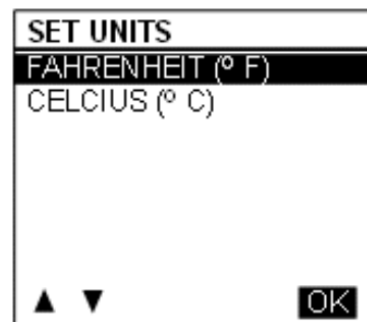 SET UNITS
FAHRENHEIT (º F)
CELCIUS (º C)
▲ ▼ OK